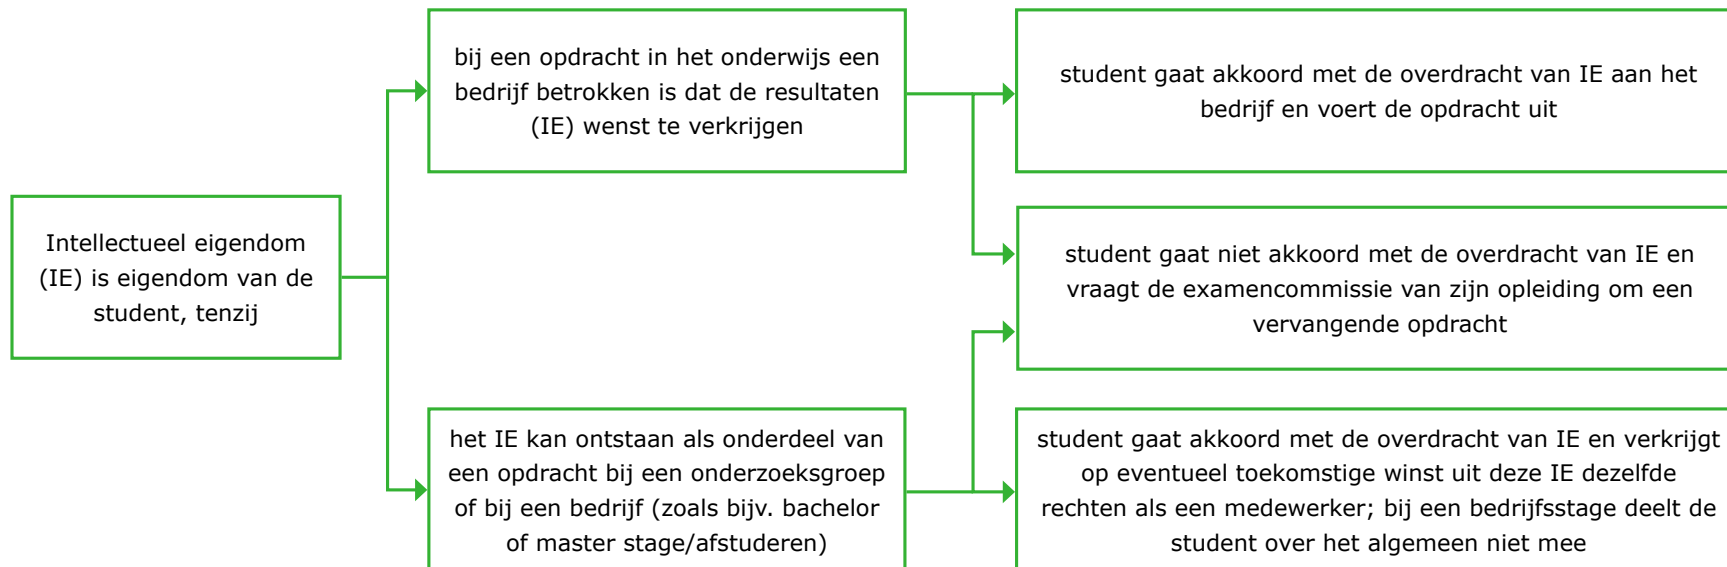 Intellectueel eigendom
(IE) is eigendom van de
student, tenzij
bij een opdracht in het onderwijs een
bedrijf betrokken is dat de resultaten
(IE) wenst te verkrijgen
student gaat akkoord met de overdracht van IE aan het
bedrijf en voert de opdracht uit
student gaat niet akkoord met de overdracht van IE en
vraagt de examencommissie van zijn opleiding om een
vervangende opdracht
het IE kan ontstaan als onderdeel van
een opdracht bij een onderzoeksgroep
of bij een bedrijf (zoals bijv. bachelor
of master stage/afstuderen)
student gaat akkoord met de overdracht van IE en verkrijgt
op eventueel toekomstige winst uit deze IE dezelfde
rechten als een medewerker; bij een bedrijfsstage deelt de
student over het algemeen niet mee